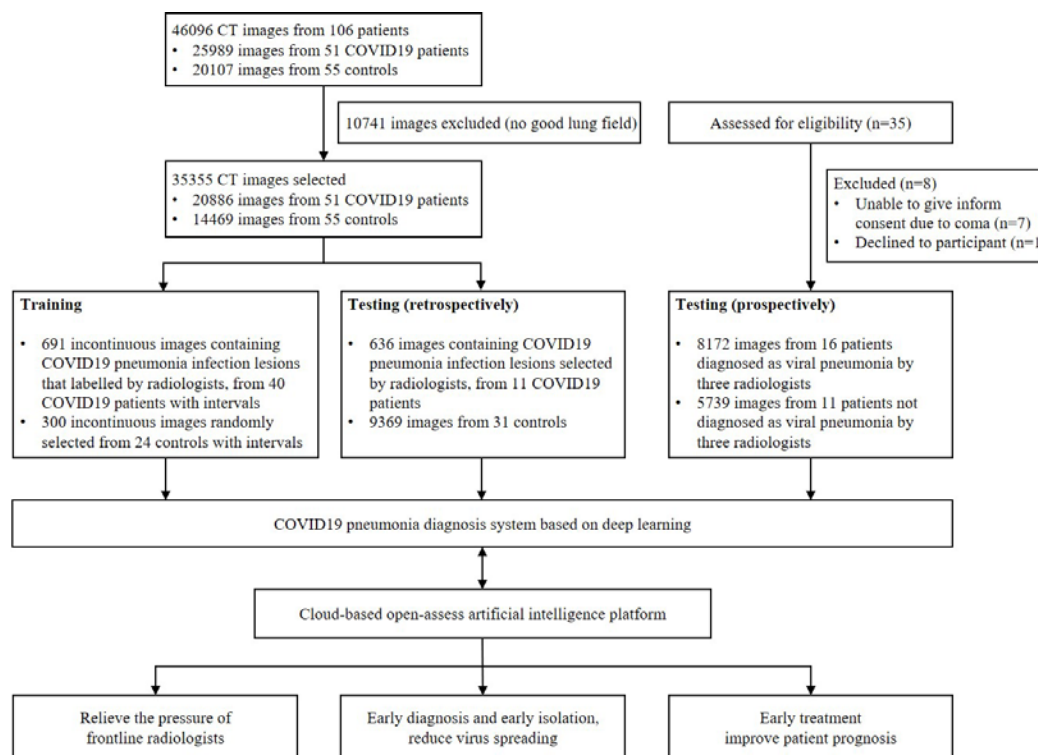 46096 CT images from 106 patients
• 25989 images from 51 COVID19 patients
• 20107 images from 55 controls
10741 images excluded (no good lung field)
Assessed for eligibility (n=35)
35355 CT images selected
• 20886 images from 51 COVID19 patients
• 14469 images from 55 controls
Excluded (n=8)
• Unable to give inform
consent due to coma (n=7)
• Declined to participant (n=1
Training
• 691 incontinuous images containing
COVID19 pneumonia infection lesions
that labelled by radiologists, from 40
COVID19 patients with intervals
• 300 incontinuous images randomly
selected from 24 controls with intervals
Testing (retrospectively)
• 636 images containing COVID19
pneumonia infection lesions selected
by radiologists, from 11 COVID19
patients
• 9369 images from 31 controls
Testing (prospectively)
• 8172 images from 16 patients
diagnosed as viral pneumonia by
three radiologists
• 5739 images from 11 patients not
diagnosed as viral pneumonia by
three radiologists
COVID19 pneumonia diagnosis system based on deep learning
Cloud-based open-assess artificial intelligence platform
Relieve the pressure of
frontline radiologists
Early diagnosis and early isolation,
reduce virus spreading
Early treatment
improve patient prognosis